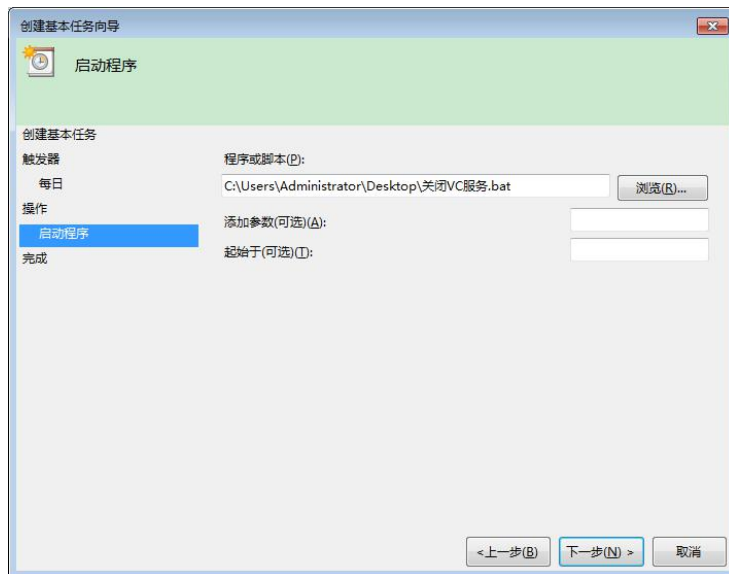 创建基本任务向导
启动程序
创建基本任务
触发器
每日
操作
启动程序
完成
程序或脚本(P):
C:\Users\Administrator\Desktop\关闭VC服务.bat
浏览(R)...
添加参数(可选)(A):
起始于(可选)(T):
<上一步(B)
下一步(N) >
取消